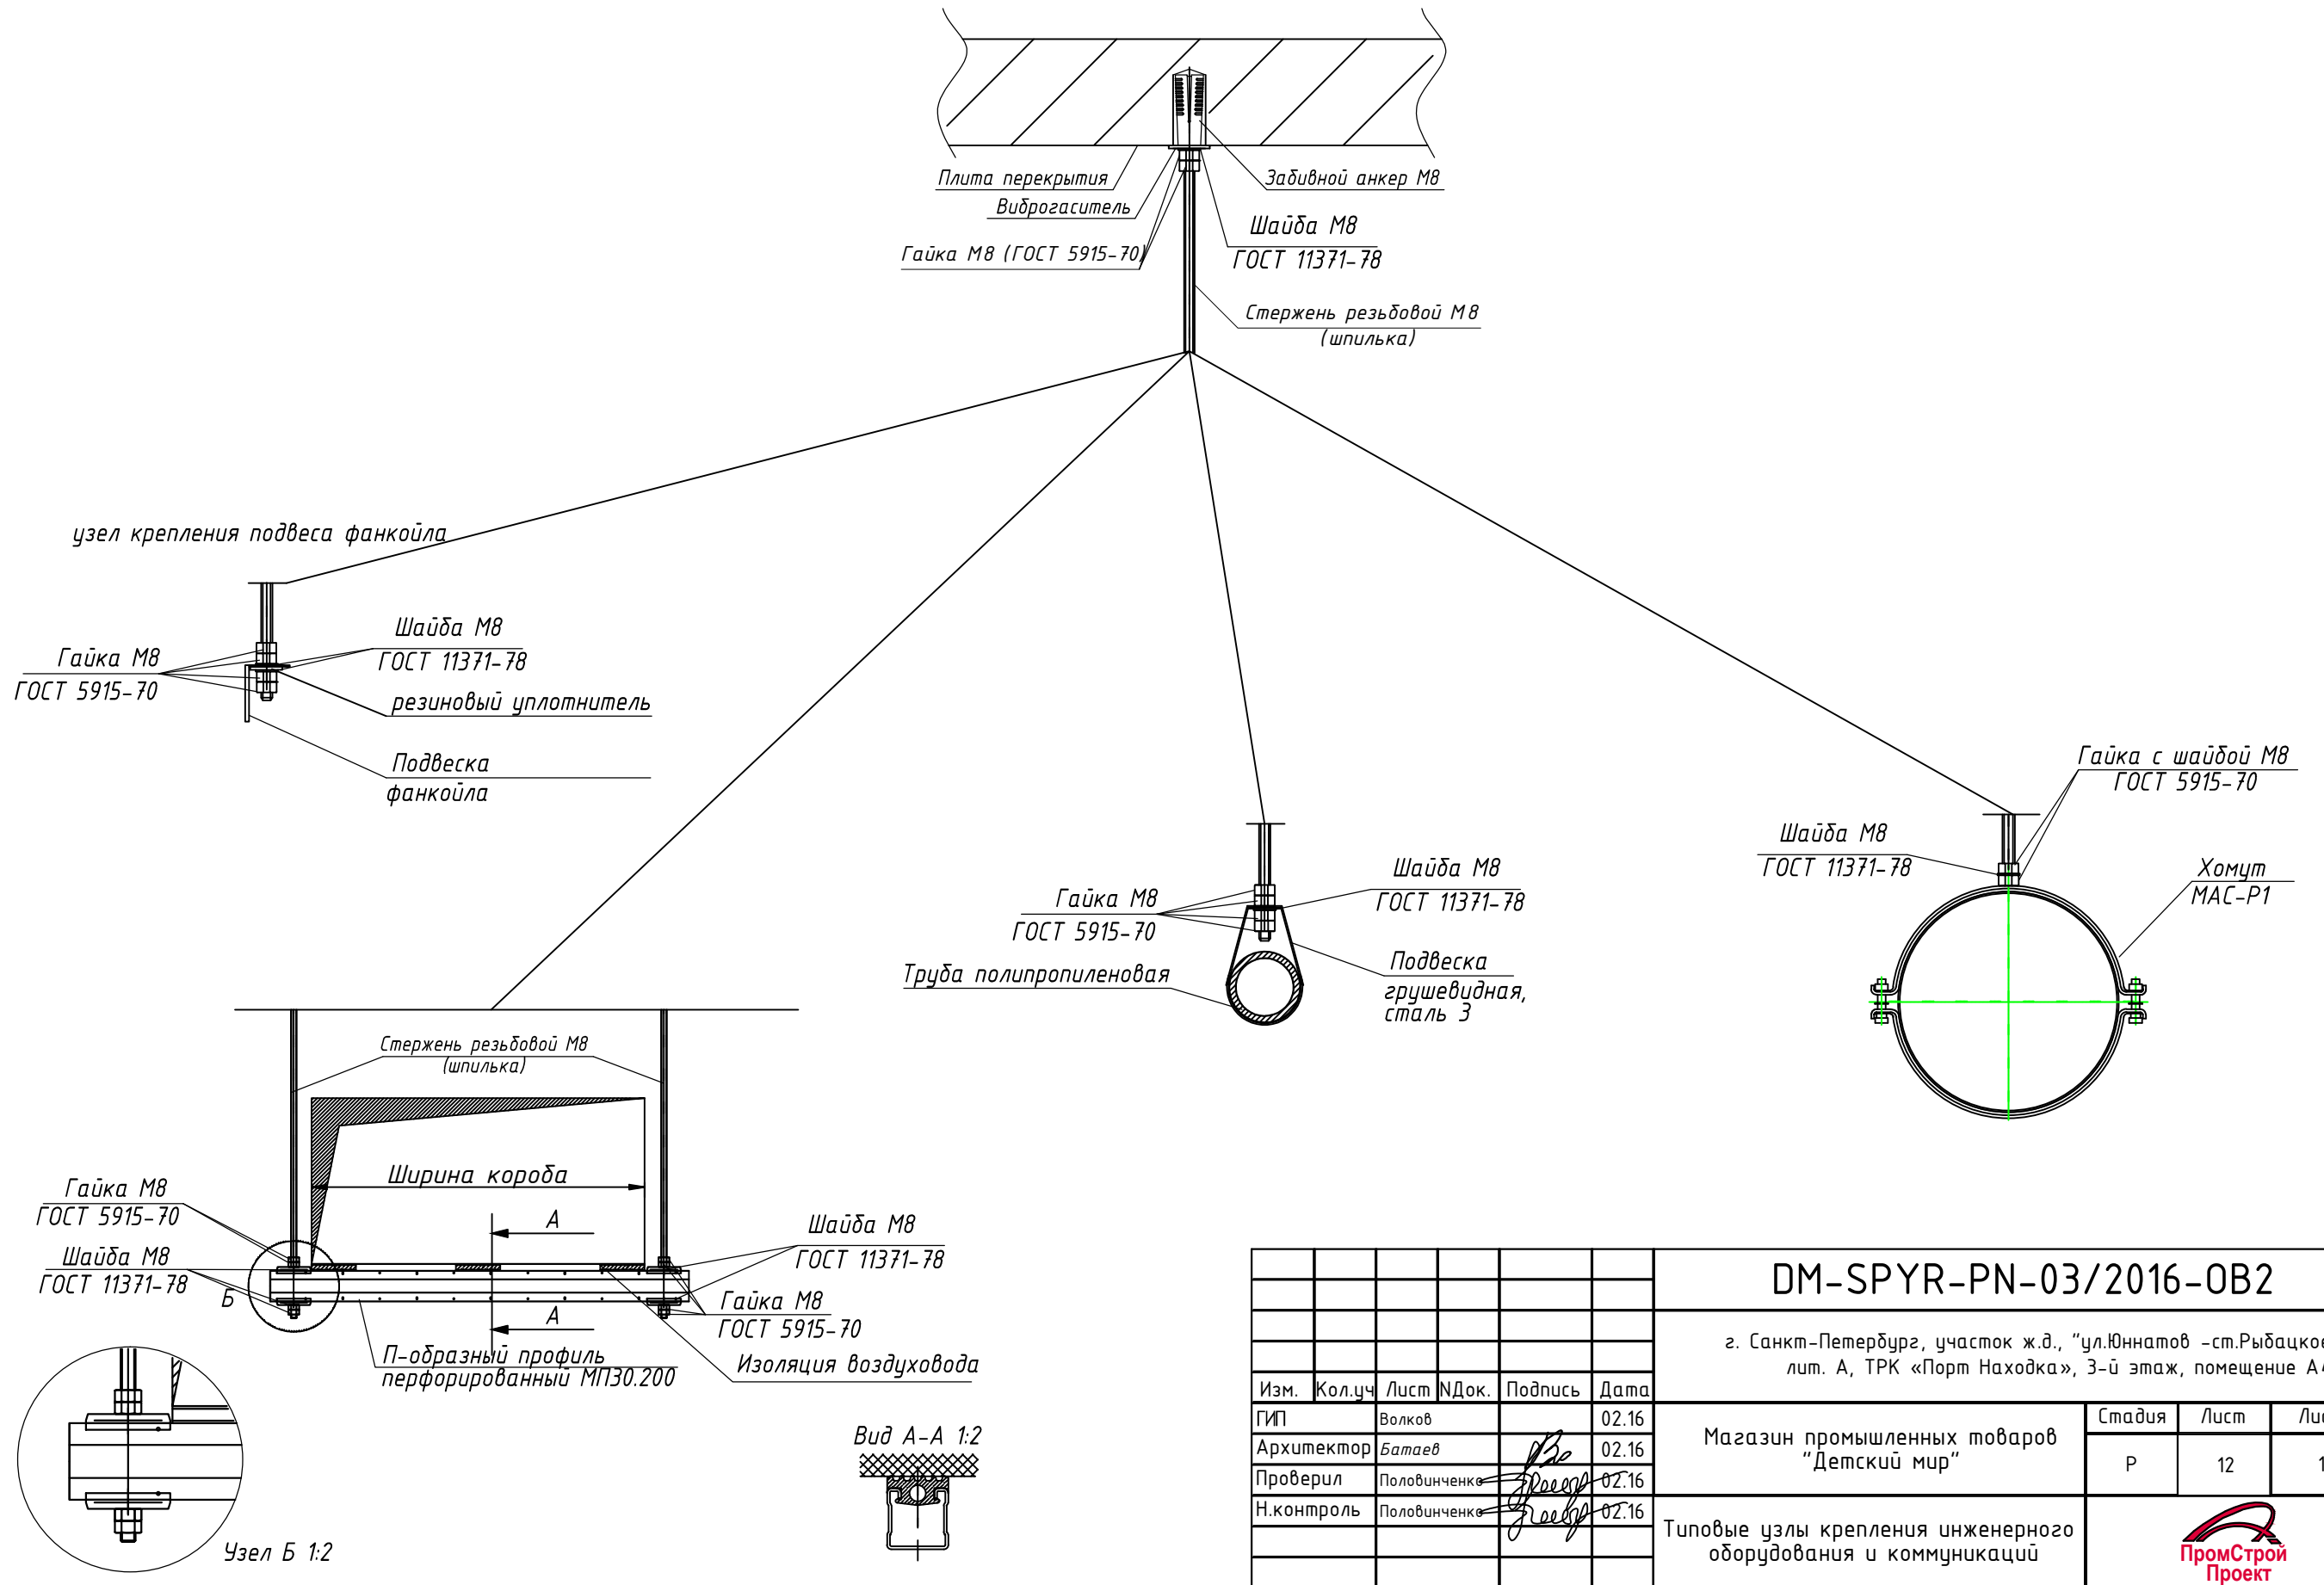 Плита перекрытия
Виброгаситель
Гайка М8 (ГОСТ 5915-70)
Забивной анкер М8
Шайба М8
ГОСТ 11371-78
Стержень резьбовой М8
(шпилька)
узел крепления подвеса фанкойла
Гайка М8
ГОСТ 5915-70
Шайба М8
ГОСТ 11371-78
резиновый уплотнитель
Подвеска
фанкойла
Гайка М8
ГОСТ 5915-70
Труба полипропиленовая
Шайба М8
ГОСТ 11371-78
Подвеска
грушевидная,
сталь 3
Гайка с шайбой М8
ГОСТ 5915-70
Шайба М8
ГОСТ 11371-78
Хомут
МАС-Р1
Стержень резьбовой М8
(шпилька)
Ширина короба
Гайка М8
ГОСТ 5915-70
Шайба М8
ГОСТ 11371-78
Б
А
А
Шайба М8
ГОСТ 11371-78
Гайка М8
ГОСТ 5915-70
П-образный профиль
перфорированный МП30.200
Изоляция воздуховода
Узел Б 1:2
Вид А-А 1:2
DM-SPYR-PN-03/2016-ОВ2
г. Санкт-Петербург, участок ж.д., "ул.Юннатов -ст.Рыбацкое
лит. А, ТРК «Порт Находка», 3-й этаж, помещение А
Изм. Кол.уч Лист NДок. Подпись Дата
ГИП Волков 02.16
Архитектор Батаев 02.16
Проверил Половинченко 02.16
Н.контроль Половинченко 02.16
Магазин промышленных товаров
"Детский мир"
Стадия Лист
Р 12 1
Типовые узлы крепления инженерного
оборудования и коммуникаций
ПромСтрой
Проект